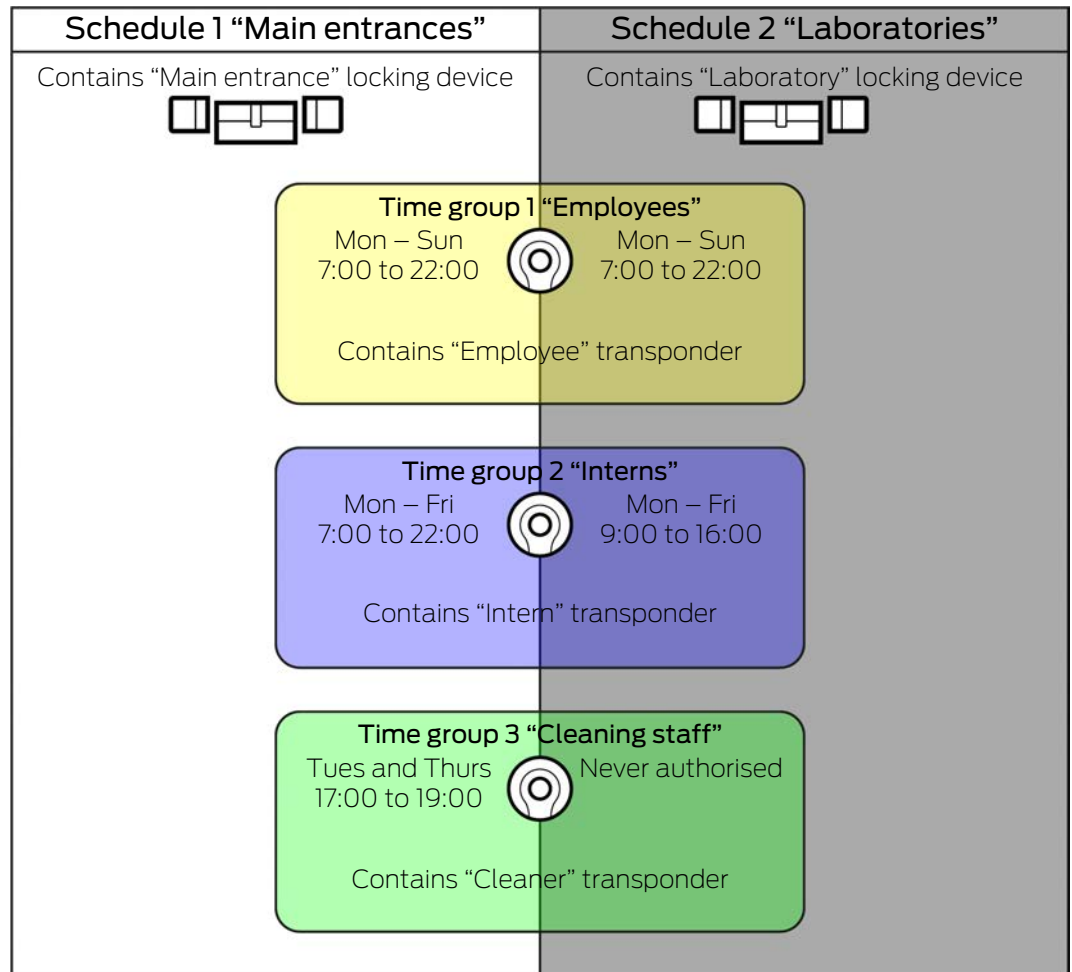 Schedule 1 “Main entrances”
Schedule 2 “Laboratories”
Contains “Main entrance” locking device
Contains “Laboratory” locking device
Time group 1 “Employees”
Mon – Sun
7:00 to 22:00
Mon – Sun
7:00 to 22:00
Contains “Employee” transponder
Time group 2 “Interns”
Mon – Fri
7:00 to 22:00
Mon – Fri
9:00 to 16:00
Contains “Intern” transponder
Time group 3 “Cleaning staff”
Tues and Thurs
17:00 to 19:00
Never authorised
Contains “Cleaner” transponder